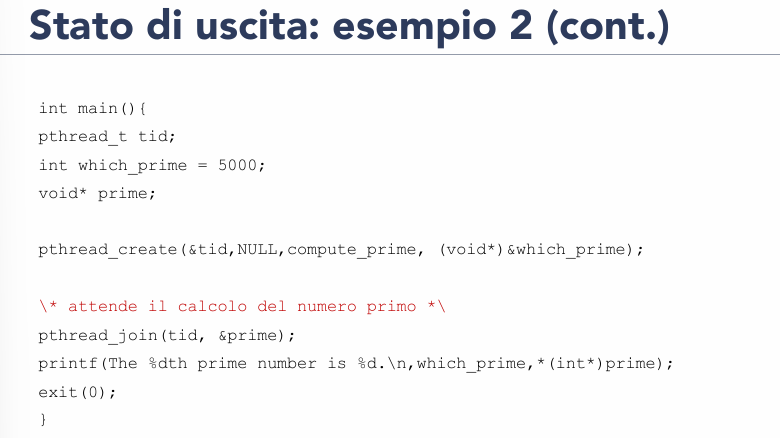 Stato di uscita: esempio 2 (cont.)
int main(){
pthread_t tid;
int which_prime = 5000;
void* prime;
pthread_create(&tid,NULL,compute_prime, (void*)&which_prime);
\* attende il calcolo del numero primo *\
pthread_join(tid, &prime);
printf(The %dth prime number is %d.\n,which_prime,*(int*)prime);
exit(0);
}